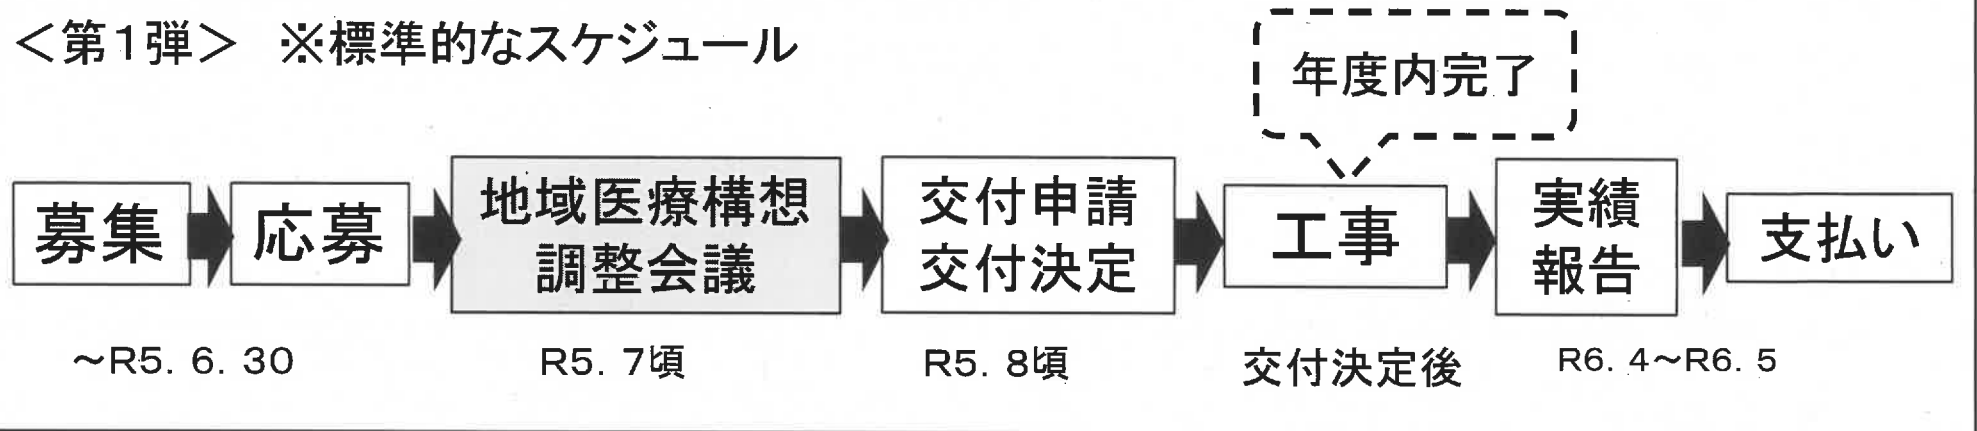 ＜第１弾＞　※標準的なスケジュール
年度内完了
募集
応募
地域医療構想
調整会議
交付申請
交付決定
工事
実績
報告
支払い
～R5. 6. 30
R5. 7頃
R5. 8頃
交付決定後
R6. 4～R6. 5